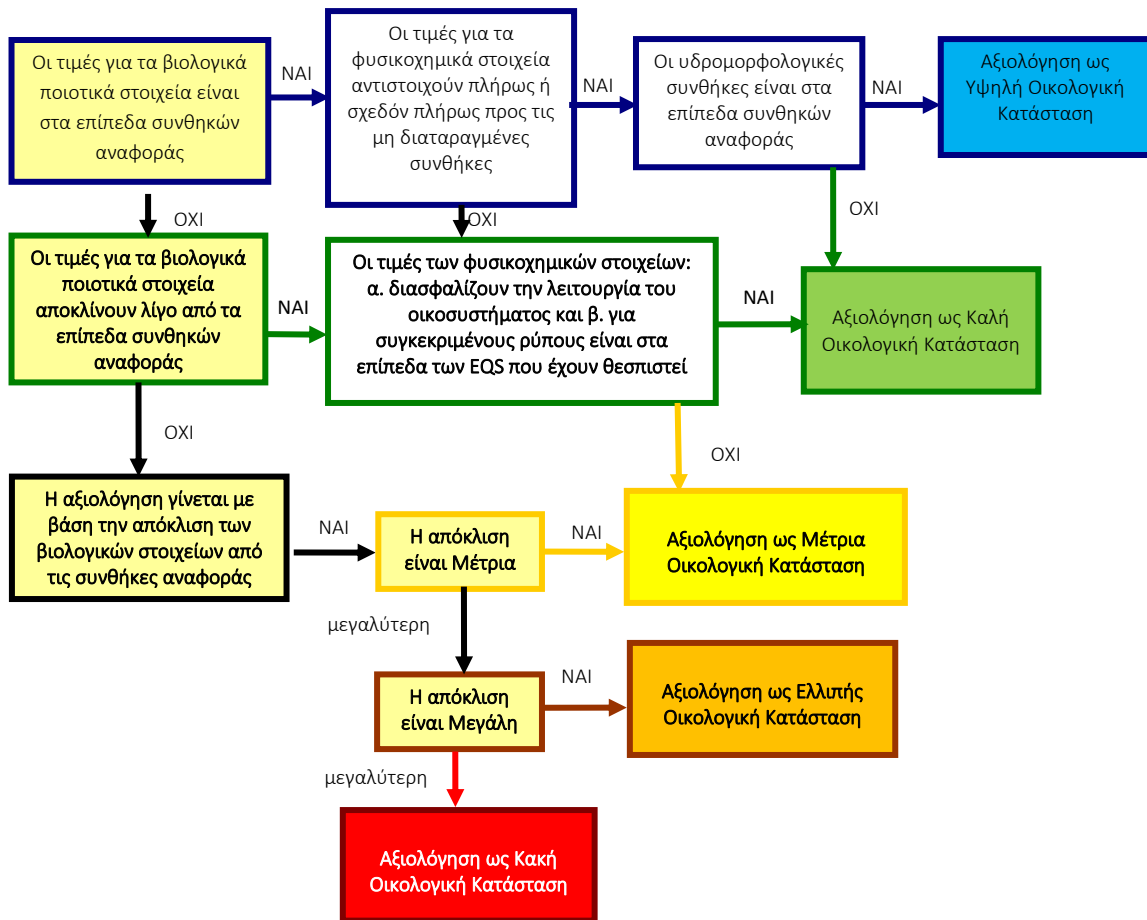 Οι τιμές για τα βιολογικά
ποιοτικά στοιχεία είναι
στα επίπεδα συνθηκών
αναφοράς
ΝΑΙ
Οι τιμές για τα
φυσικοχημικά στοιχεία
αντιστοιχούν πλήρως ή
σχεδόν πλήρως προς τις
μη διαταραγμένες
συνθήκες
ΝΑΙ
Οι υδρομορφολογικές
συνθήκες είναι στα
επίπεδα συνθηκών
αναφοράς
ΝΑΙ
Αξιολόγηση ως
Υψηλή Οικολογική
Κατάσταση
ΟΧΙ
ΟΧΙ
ΟΧΙ
Οι τιμές για τα βιολογικά
ποιοτικά στοιχεία
αποκλίνουν λίγο από τα
επίπεδα συνθηκών
αναφοράς
ΝΑΙ
Οι τιμές των φυσικοχημικών στοιχείων:
α. διασφαλίζουν την λειτουργία του
οικοσυστήματος και β. για
συγκεκριμένους ρύπους είναι στα
επίπεδα των EQS που έχουν θεσπιστεί
ΝΑΙ
Αξιολόγηση ως Καλή
Οικολογική Κατάσταση
ΟΧΙ
ΟΧΙ
Η αξιολόγηση γίνεται με
βάση την απόκλιση των
βιολογικών στοιχείων από
τις συνθήκες αναφοράς
ΝΑΙ
Η απόκλιση
είναι Μέτρια
ΝΑΙ
Αξιολόγηση ως Μέτρια
Οικολογική Κατάσταση
μεγαλύτερη
Η απόκλιση
είναι Μεγάλη
ΝΑΙ
Αξιολόγηση ως Ελλιπής
Οικολογική Κατάσταση
μεγαλύτερη
Αξιολόγηση ως Κακή
Οικολογική Κατάσταση